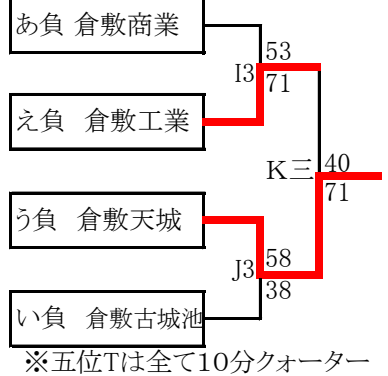 あ負 倉敷商業
53
I3
71
え負 倉敷工業
K三
40
71
う負 倉敷天城
58
J3
38
い負 倉敷古城池
※五位Tは全て10分クォーター